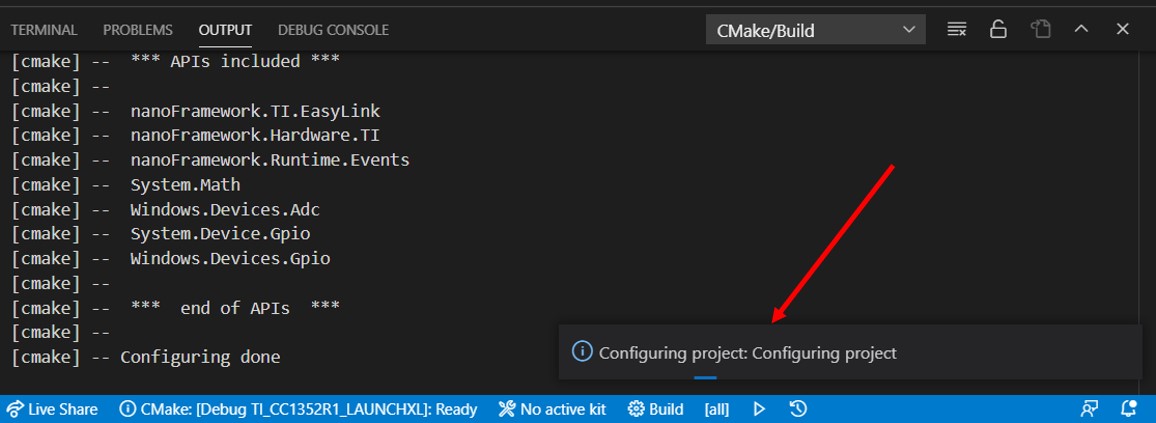 TERMINAL PROBLEMS OUTPUT DEBUG CONSOLE CMake/Build
[cmake] --  *** APIs included ***
[cmake] --
[cmake] --  nanoFramework.TI.EasyLink
[cmake] --  nanoFramework.Hardware.TI
[cmake] --  nanoFramework.Runtime.Events
[cmake] --  System.Math
[cmake] --  Windows.Devices.Adc
[cmake] --  System.Device.Gpio
[cmake] --  Windows.Devices.Gpio
[cmake] --
[cmake] --  ***  end of APIs  ***
[cmake] --
[cmake] -- Configuring done
Configuring project: Configuring project
Live Share CMake: [Debug TI_CC1352R1_LAUNCHXL]: Ready No active kit Build [all]